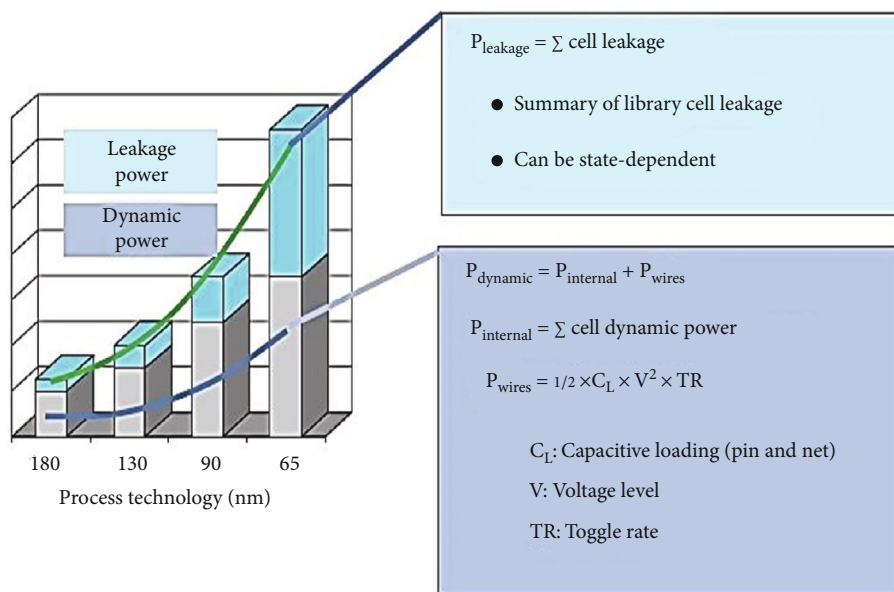 Leakage
power
Dynamic
power
180 130 90 65
Process technology (nm)
P_leakage = ∑ cell leakage
● Summary of library cell leakage
● Can be state-dependent
P_dynamic = P_internal + P_wires
P_internal = ∑ cell dynamic power
P_wires = 1/2 × C_L × V² × TR
C_L: Capacitive loading (pin and net)
V: Voltage level
TR: Toggle rate